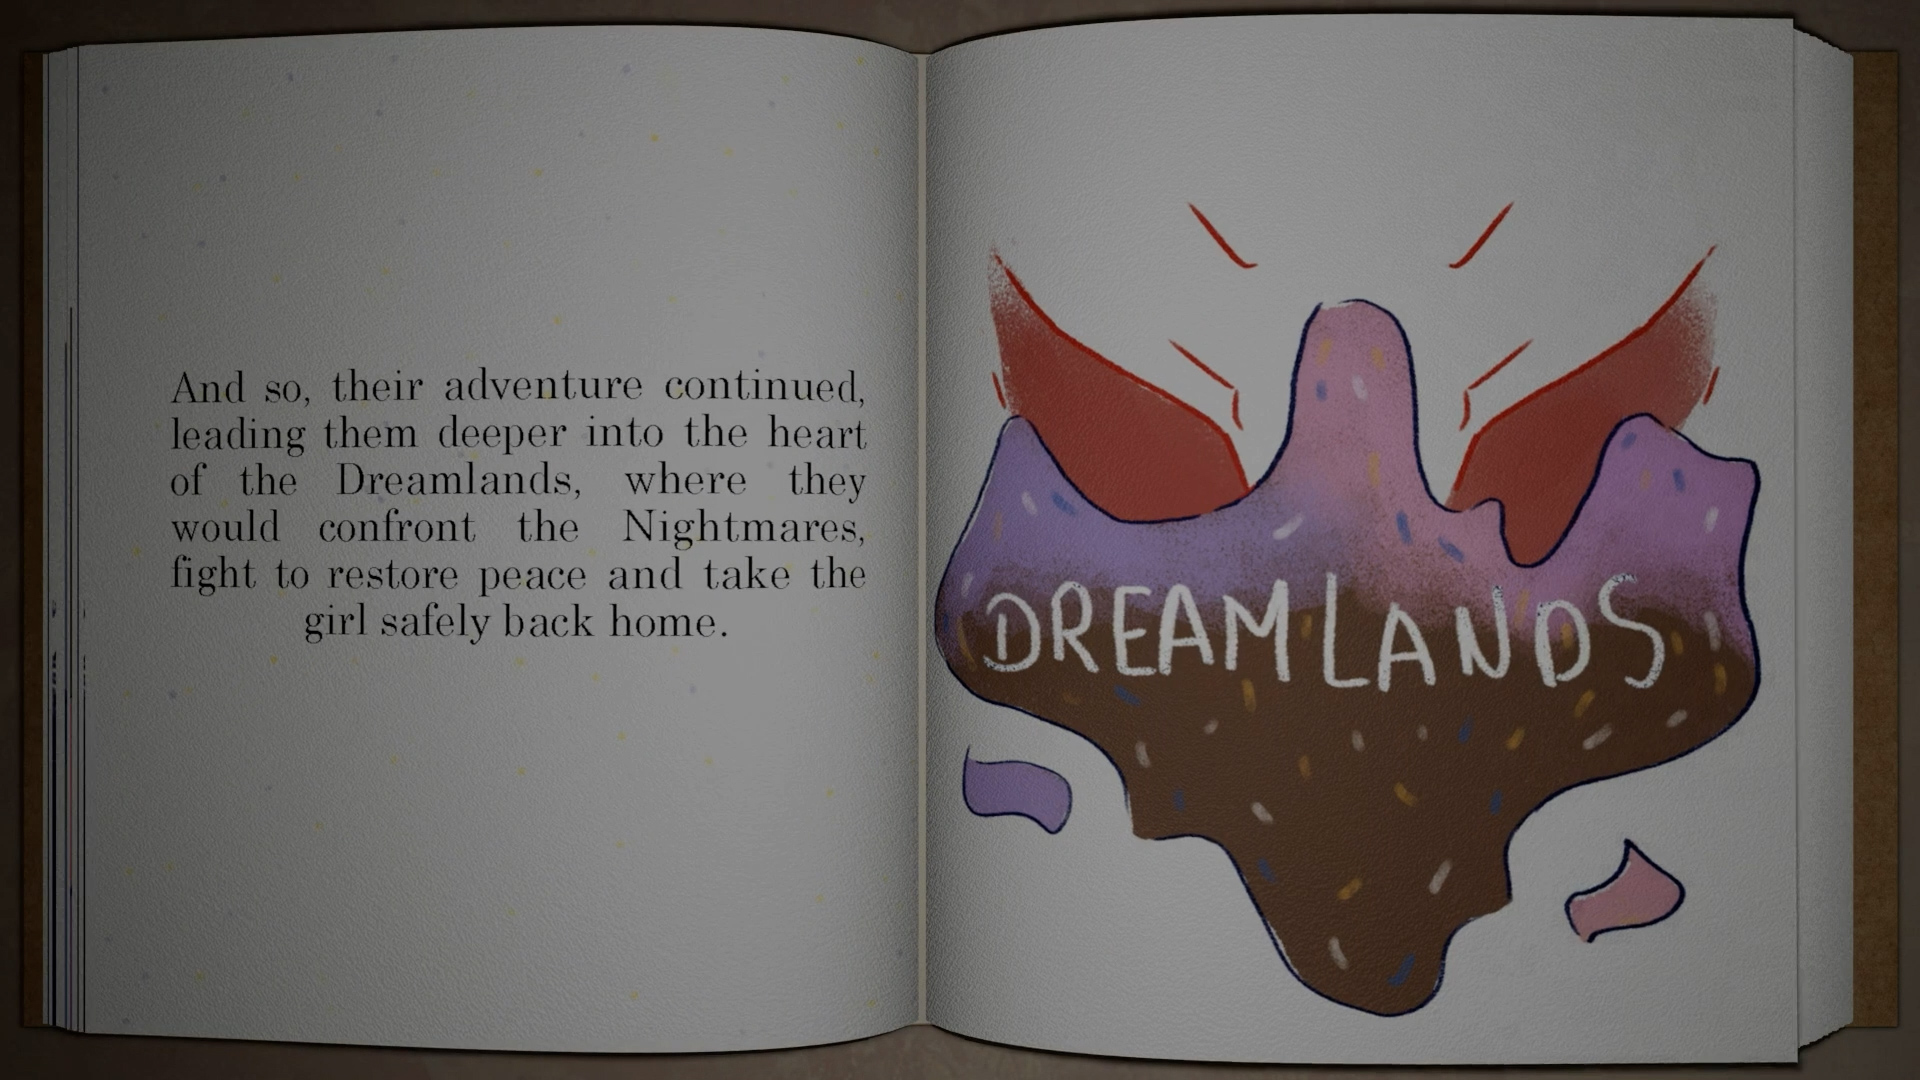 And so, their adventure continued,
leading them deeper into the heart
of the Dreamlands, where they
would confront the Nightmares,
fight to restore peace and take the
girl safely back home.
DREAMLANDS